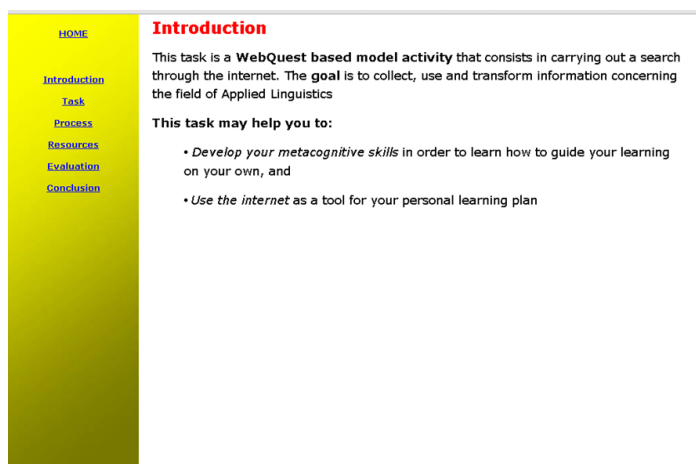 HOME
Introduction
Task
Process
Resources
Evaluation
Conclusion
Introduction
This task is a WebQuest based model activity that consists in carrying out a search
through the internet. The goal is to collect, use and transform information concerning
the field of Applied Linguistics
This task may help you to:
• Develop your metacognitive skills in order to learn how to guide your learning
on your own, and
• Use the internet as a tool for your personal learning plan